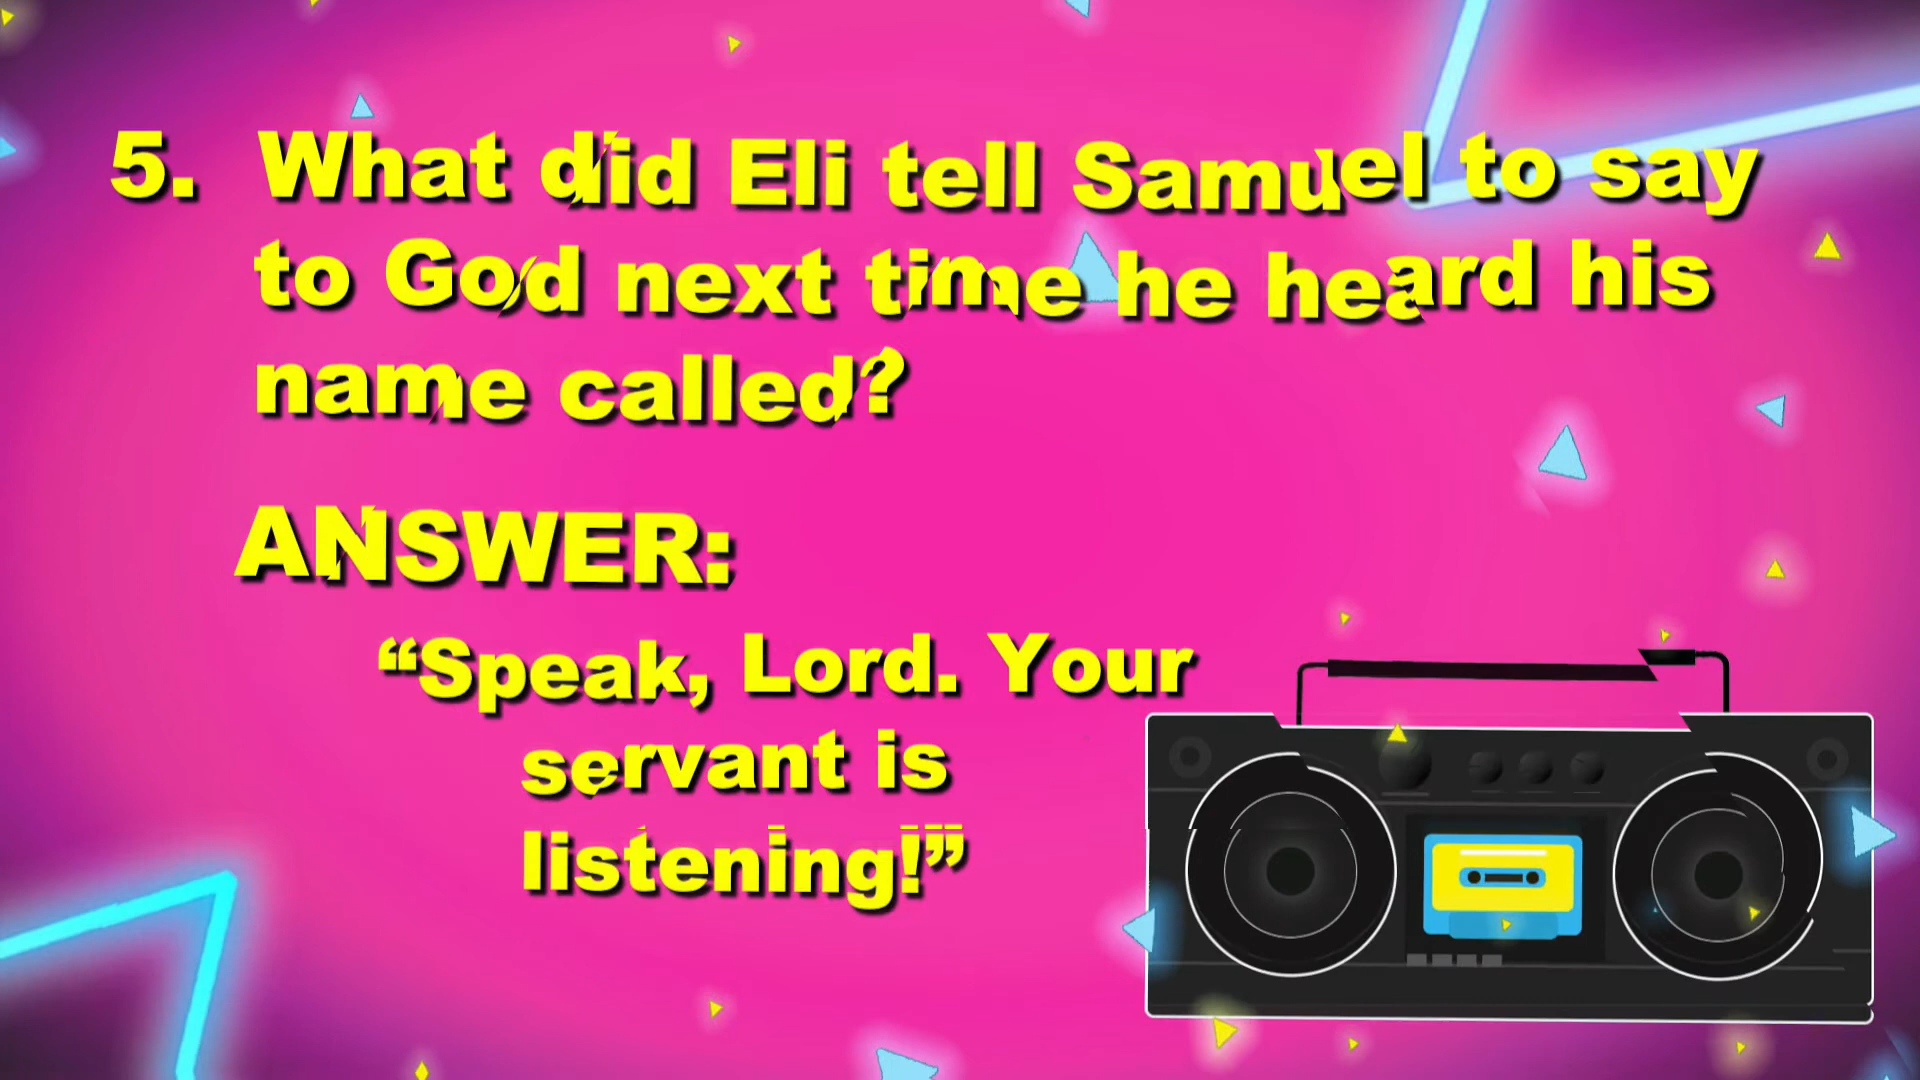 5. What did Eli tell Samuel to say
to God next time he heard his
name called?
ANSWER:
“Speak, Lord. Your
servant is
listening!”